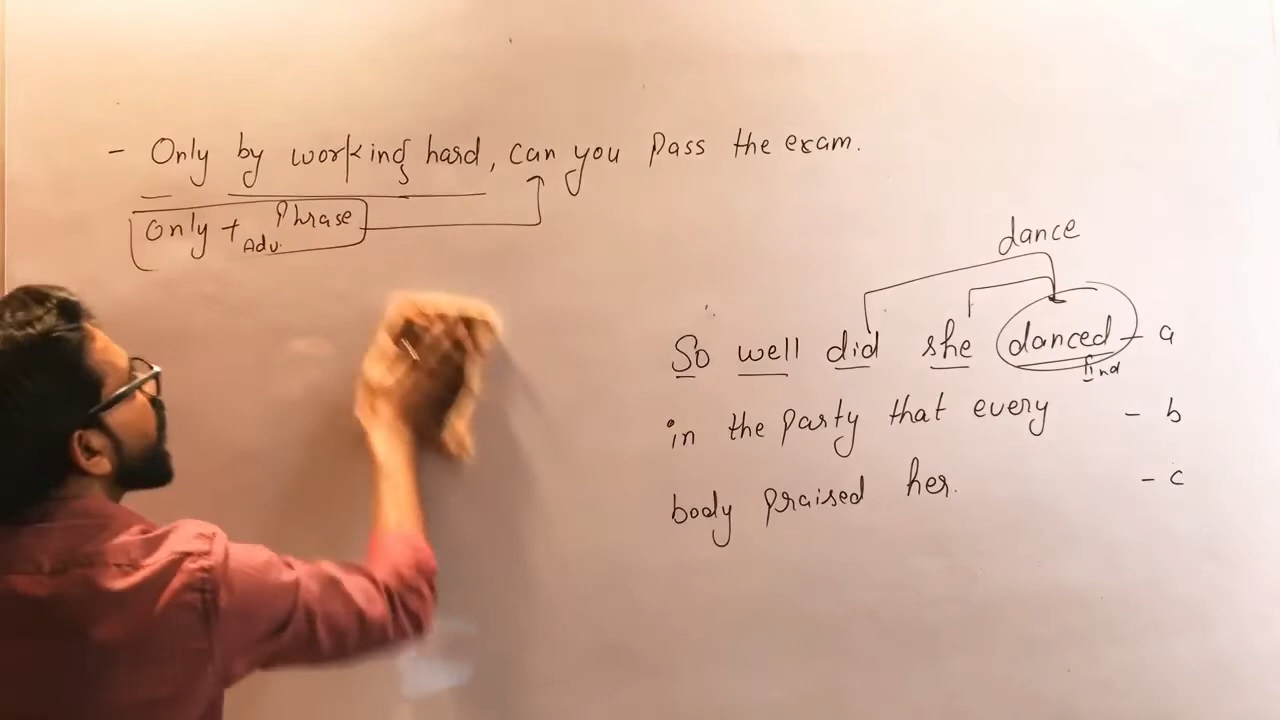 - Only by working hard, can you pass the exam.
Only + Adv. Phrase
dance
So well did she danced - a
find
in the party that every - b
body praised her. - c